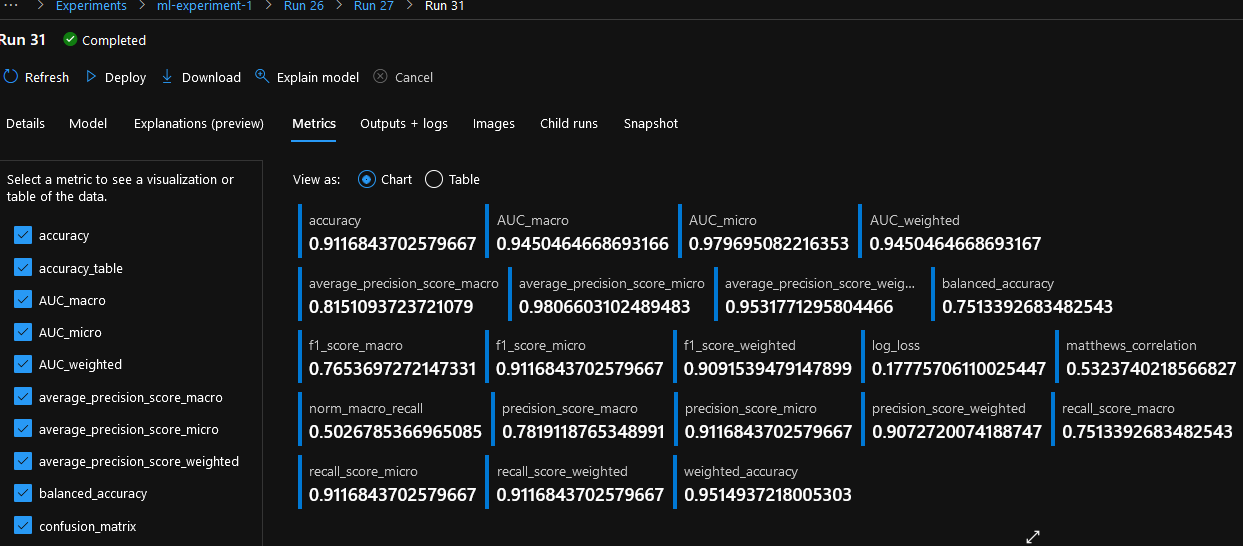 ··· > Experiments > ml-experiment-1 > Run 26 > Run 27 > Run 31
Run 31 Completed
Refresh Deploy Download Explain model Cancel
Details Model Explanations (preview) Metrics Outputs + logs Images Child runs Snapshot
Select a metric to see a visualization or
table of the data.
accuracy
accuracy_table
AUC_macro
AUC_micro
AUC_weighted
average_precision_score_macro
average_precision_score_micro
average_precision_score_weighted
balanced_accuracy
confusion_matrix
View as: Chart Table
accuracy AUC_macro AUC_micro AUC_weighted
0.9116843702579667 0.9450464668693166 0.979695082216353 0.9450464668693167
average_precision_score_macro average_precision_score_micro average_precision_score_weig... balanced_accuracy
0.8151093723721079 0.9806603102489483 0.9531771295804466 0.7513392683482543
f1_score_macro f1_score_micro f1_score_weighted log_loss matthews_correlation
0.7653697272147331 0.9116843702579667 0.9091539479147899 0.17775706110025447 0.5323740218566827
norm_macro_recall precision_score_macro precision_score_micro precision_score_weighted recall_score_macro
0.5026785366965085 0.7819118765348991 0.9116843702579667 0.9072720074188747 0.7513392683482543
recall_score_micro recall_score_weighted weighted_accuracy
0.9116843702579667 0.9116843702579667 0.9514937218005303